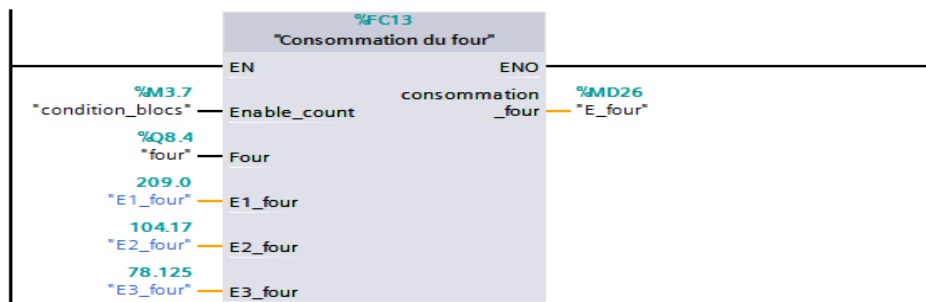 %FC13
"Consommation du four"
EN ENO
%M3.7 consommation %MD26
"condition_blocs" Enable_count _four "E_four"
%Q8.4
"four" Four
209.0
"E1_four" E1_four
104.17
"E2_four" E2_four
78.125
"E3_four" E3_four